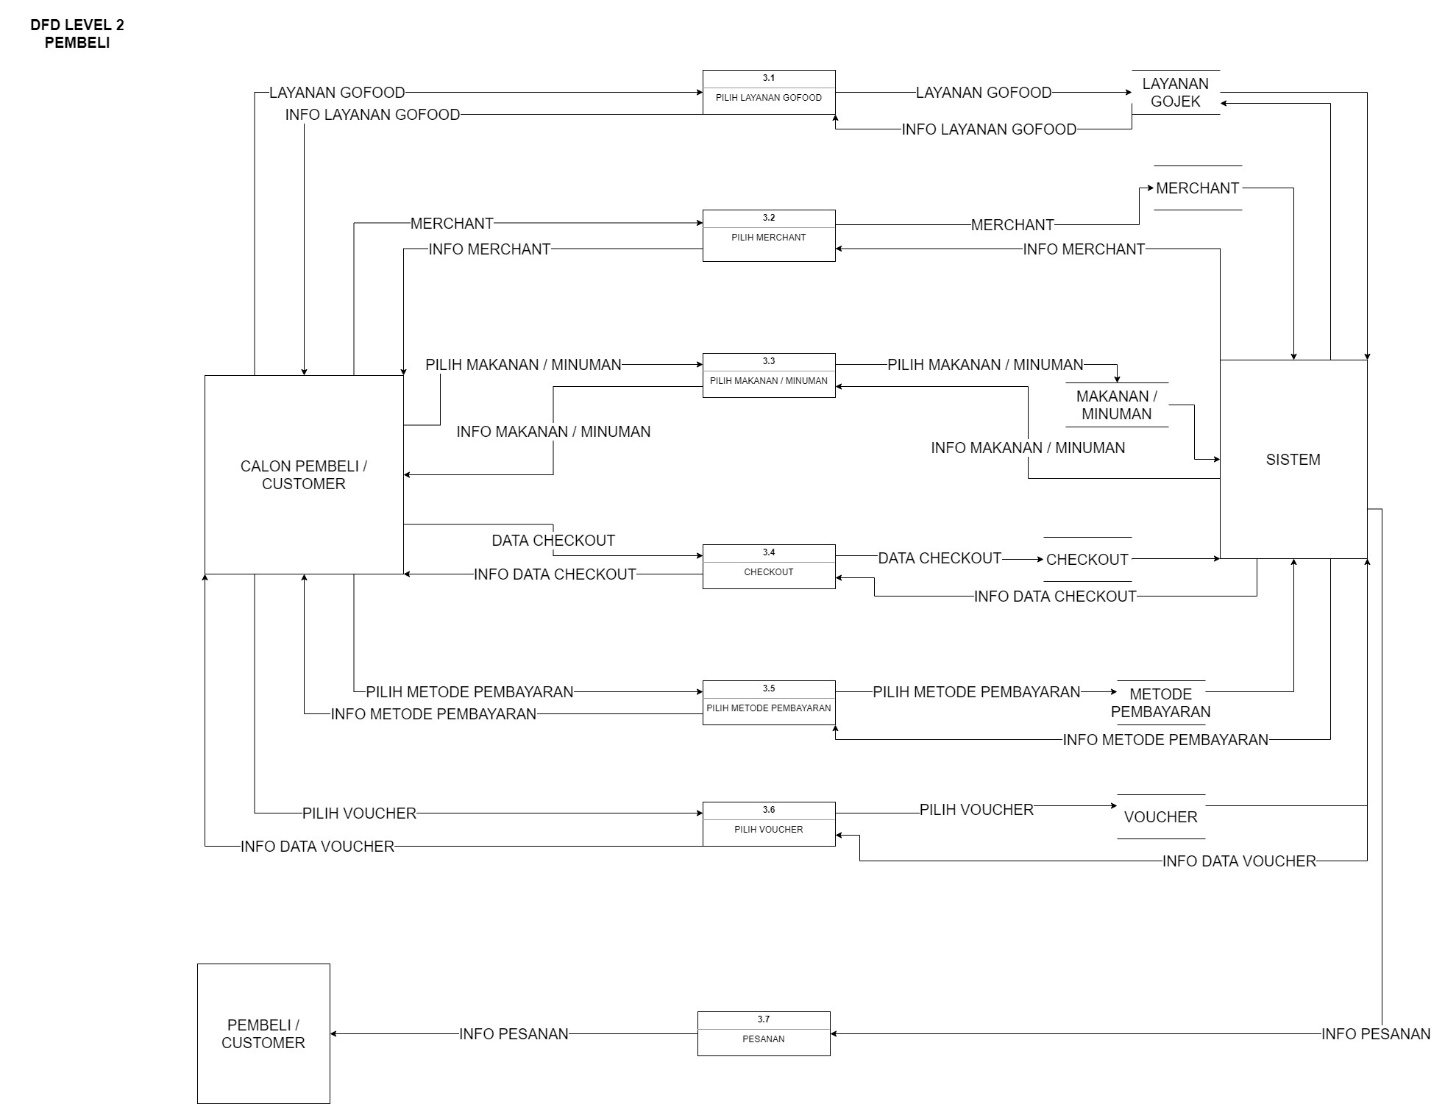 DFD LEVEL 2
PEMBELI
3.1
PILIH LAYANAN GOFOOD
LAYANAN GOFOOD
LAYANAN GOFOOD
LAYANAN
GOJEK
INFO LAYANAN GOFOOD
INFO LAYANAN GOFOOD
MERCHANT
3.2
PILIH MERCHANT
MERCHANT
MERCHANT
INFO MERCHANT
INFO MERCHANT
3.3
PILIH MAKANAN / MINUMAN
PILIH MAKANAN / MINUMAN
PILIH MAKANAN / MINUMAN
MAKANAN /
MINUMAN
INFO MAKANAN / MINUMAN
INFO MAKANAN / MINUMAN
CALON PEMBELI /
CUSTOMER
SISTEM
DATA CHECKOUT
3.4
CHECKOUT
DATA CHECKOUT
CHECKOUT
INFO DATA CHECKOUT
INFO DATA CHECKOUT
PILIH METODE PEMBAYARAN
3.5
PILIH METODE PEMBAYARAN
PILIH METODE PEMBAYARAN
METODE
PEMBAYARAN
INFO METODE PEMBAYARAN
INFO METODE PEMBAYARAN
PILIH VOUCHER
3.6
PILIH VOUCHER
PILIH VOUCHER
VOUCHER
INFO DATA VOUCHER
INFO DATA VOUCHER
PEMBELI /
CUSTOMER
INFO PESANAN
3.7
PESANAN
INFO PESANAN